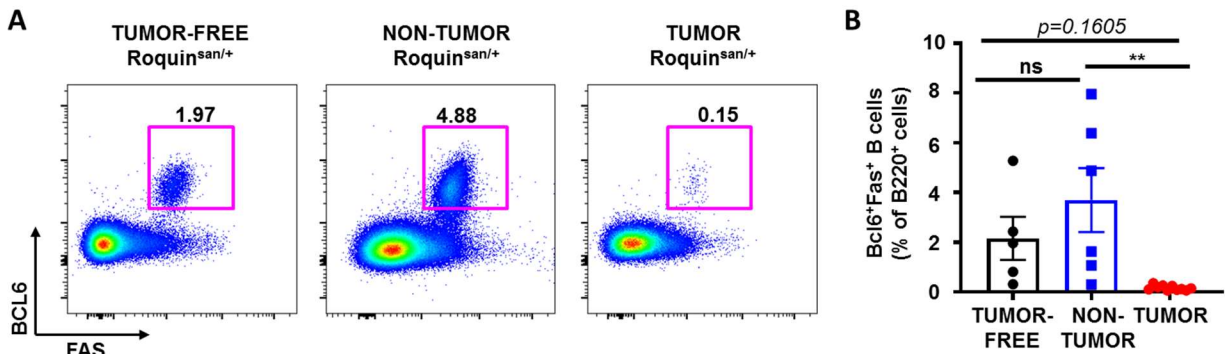 A
TUMOR-FREE
Roquinsan/+
NON-TUMOR
Roquinsan/+
TUMOR
Roquinsan/+
1.97
4.88
0.15
BCL6
FAS
B
p=0.1605
ns
**
10
8
6
4
2
0
Bcl6+Fas+ B cells
(% of B220+ cells)
TUMOR-
FREE
NON-
TUMOR
TUMOR